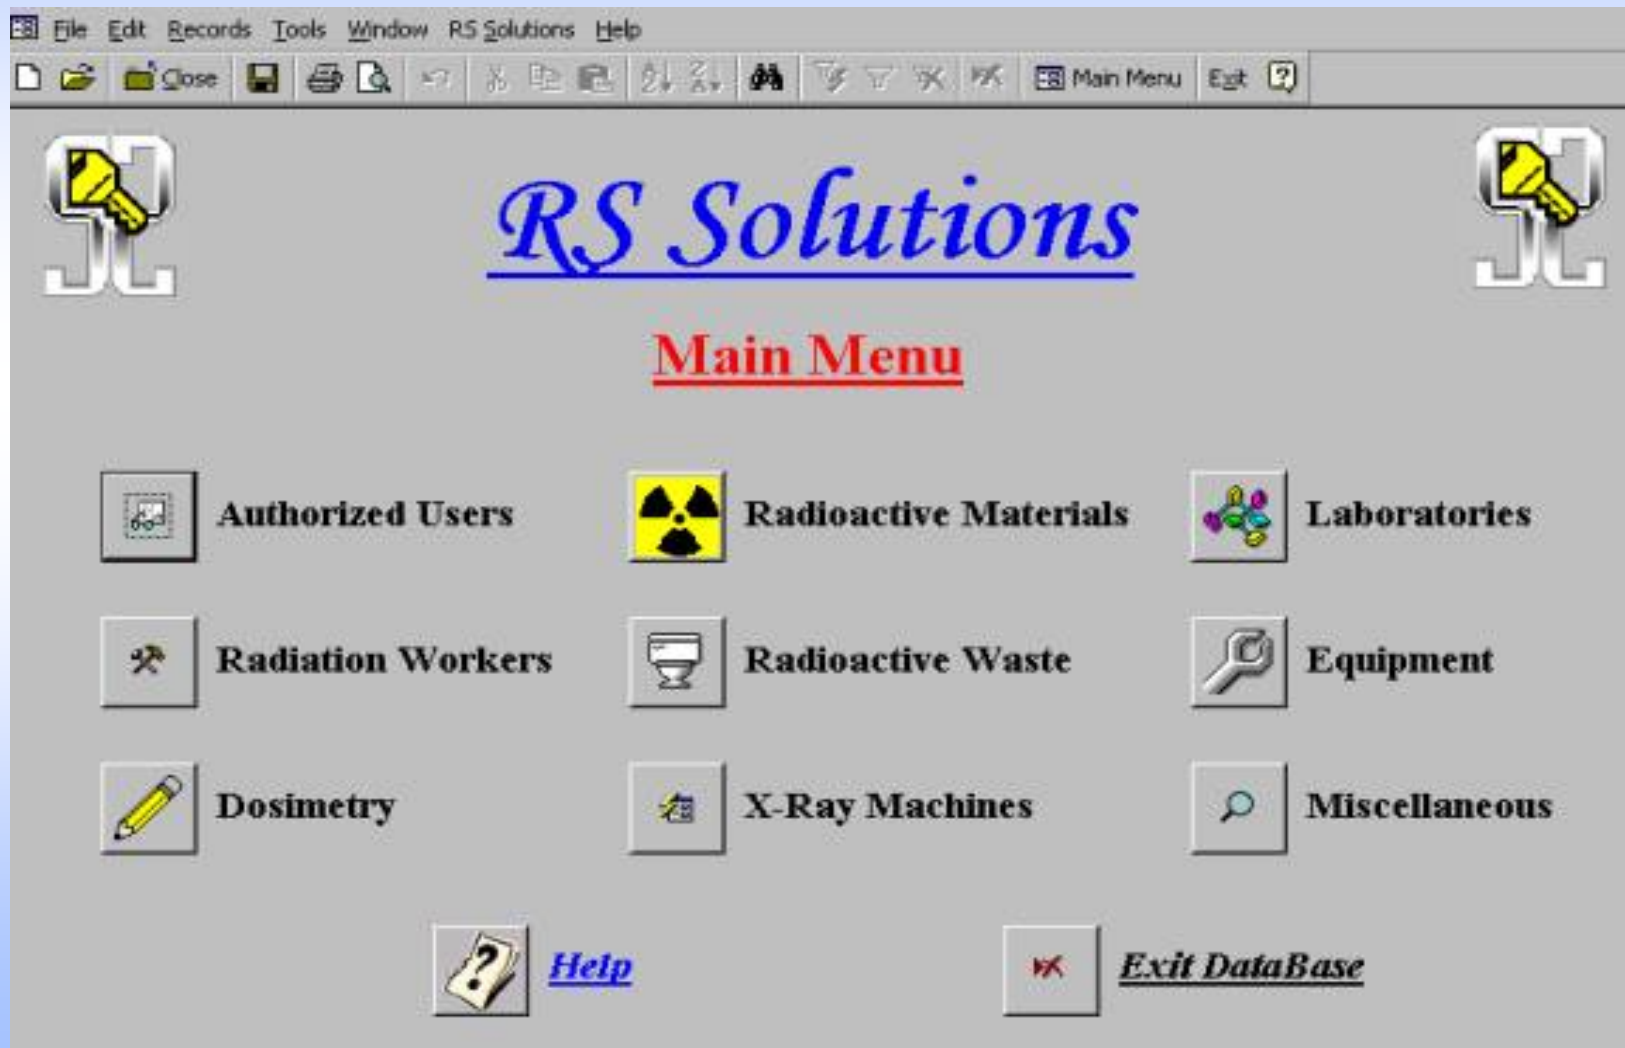 File Edit Records Tools Window RS Solutions Help
Close Main Menu Exit
RS Solutions
Main Menu
Authorized Users Radioactive Materials Laboratories
Radiation Workers Radioactive Waste Equipment
Dosimetry X-Ray Machines Miscellaneous
Help Exit DataBase